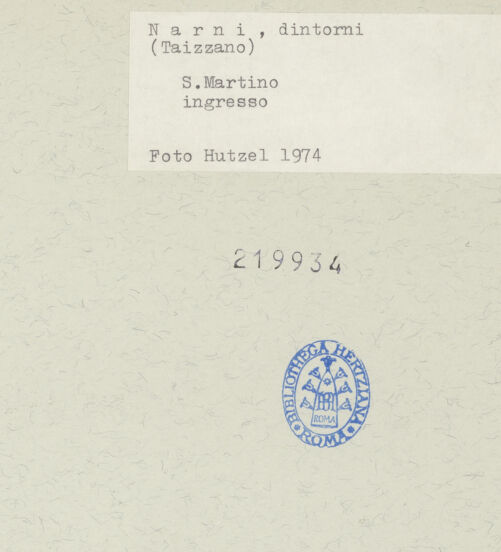 N a r n i , dintorni
(Taizzano)
S.Martino
ingresso
Foto Hutzel 1974
219934
BIBLIOTHECA HERTZIANA
ROMA
ROMA